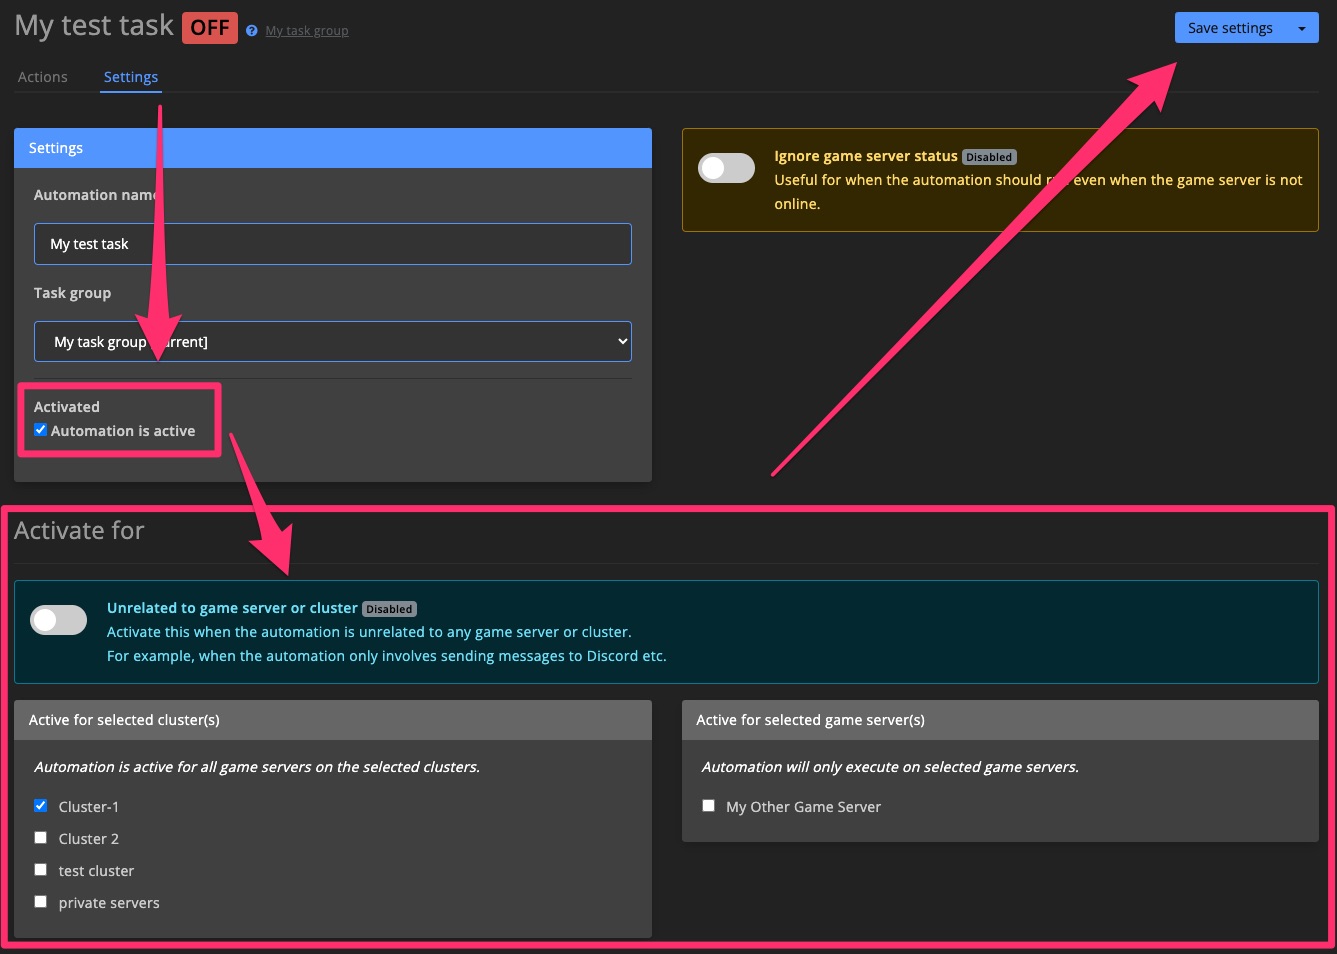 My test task OFF ? My task group
Save settings
Actions Settings
Settings
Automation name
My test task
Task group
My task group
Activated
Automation is active
Ignore game server status Disabled
Useful for when the automation should even when the game server is not
online.
Activate for
Unrelated to game server or cluster Disabled
Activate this when the automation is unrelated to any game server or cluster.
For example, when the automation only involves sending messages to Discord etc.
Active for selected cluster(s)
Automation is active for all game servers on the selected clusters.
Cluster-1
Cluster 2
test cluster
private servers
Active for selected game server(s)
Automation will only execute on selected game servers.
My Other Game Server